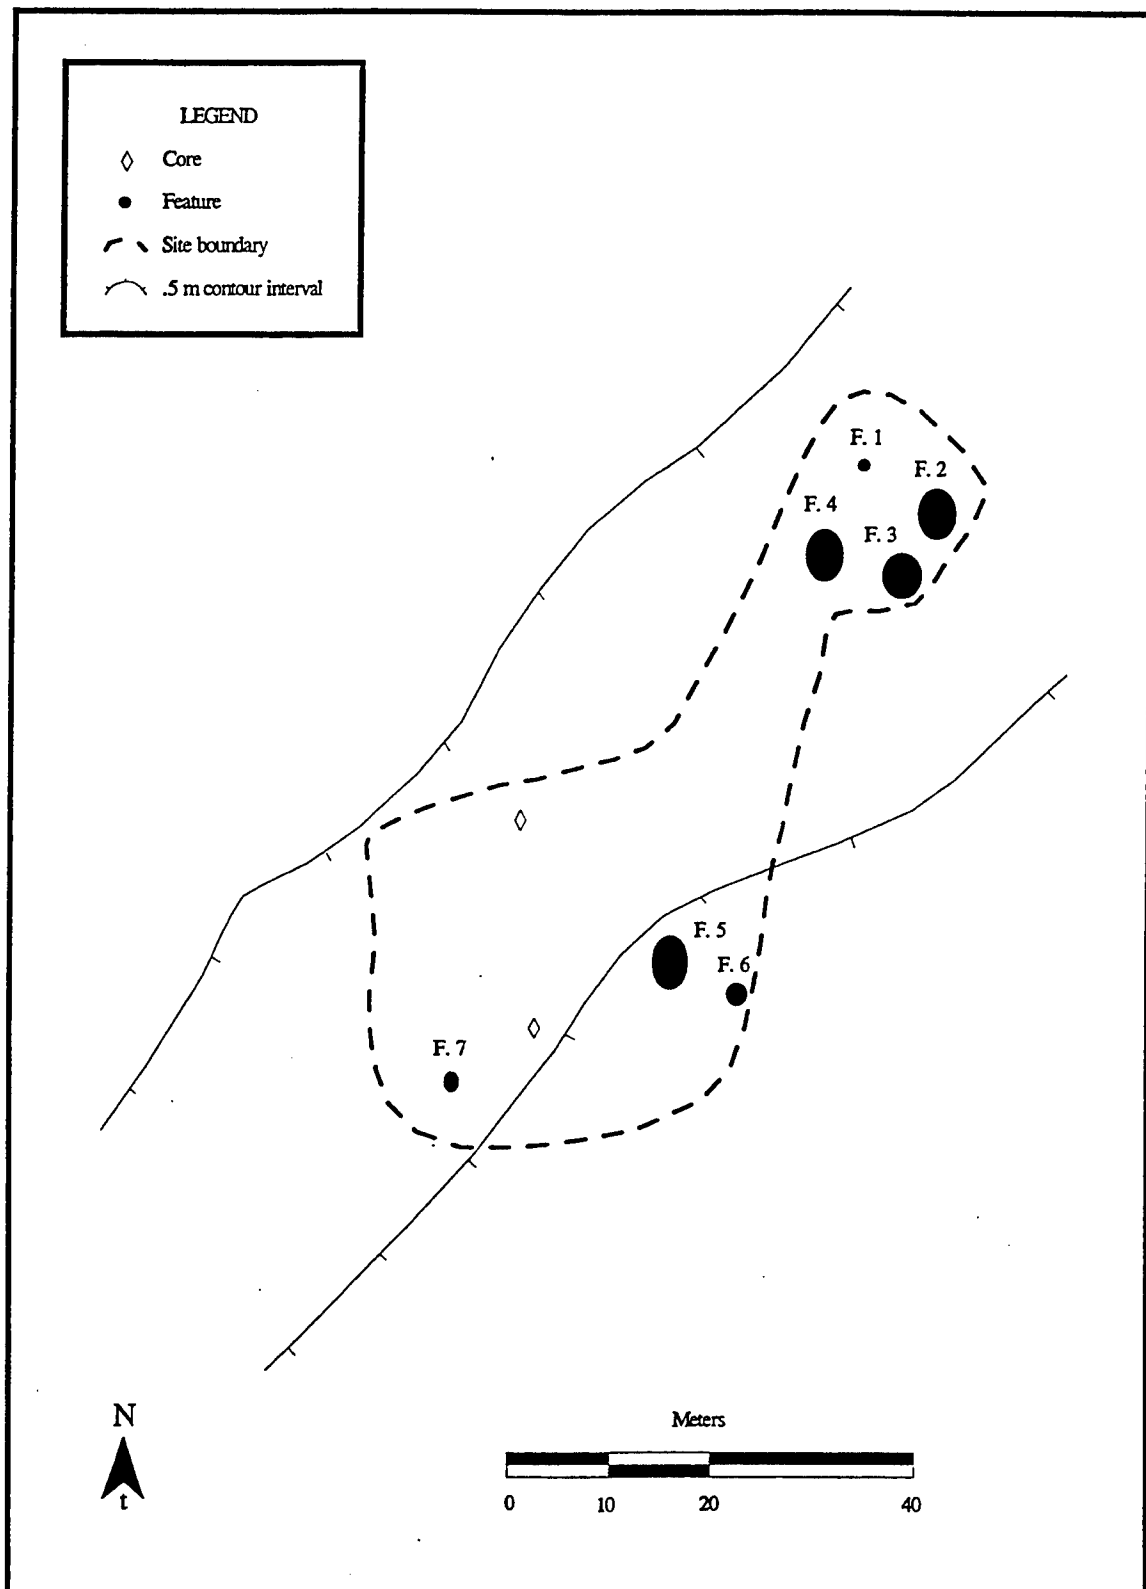 LEGEND
Core
Feature
Site boundary
.5 m contour interval
F. 1
F. 2
F. 4
F. 3
F. 5
F. 6
F. 7
N
t
Meters
0 10 20 40